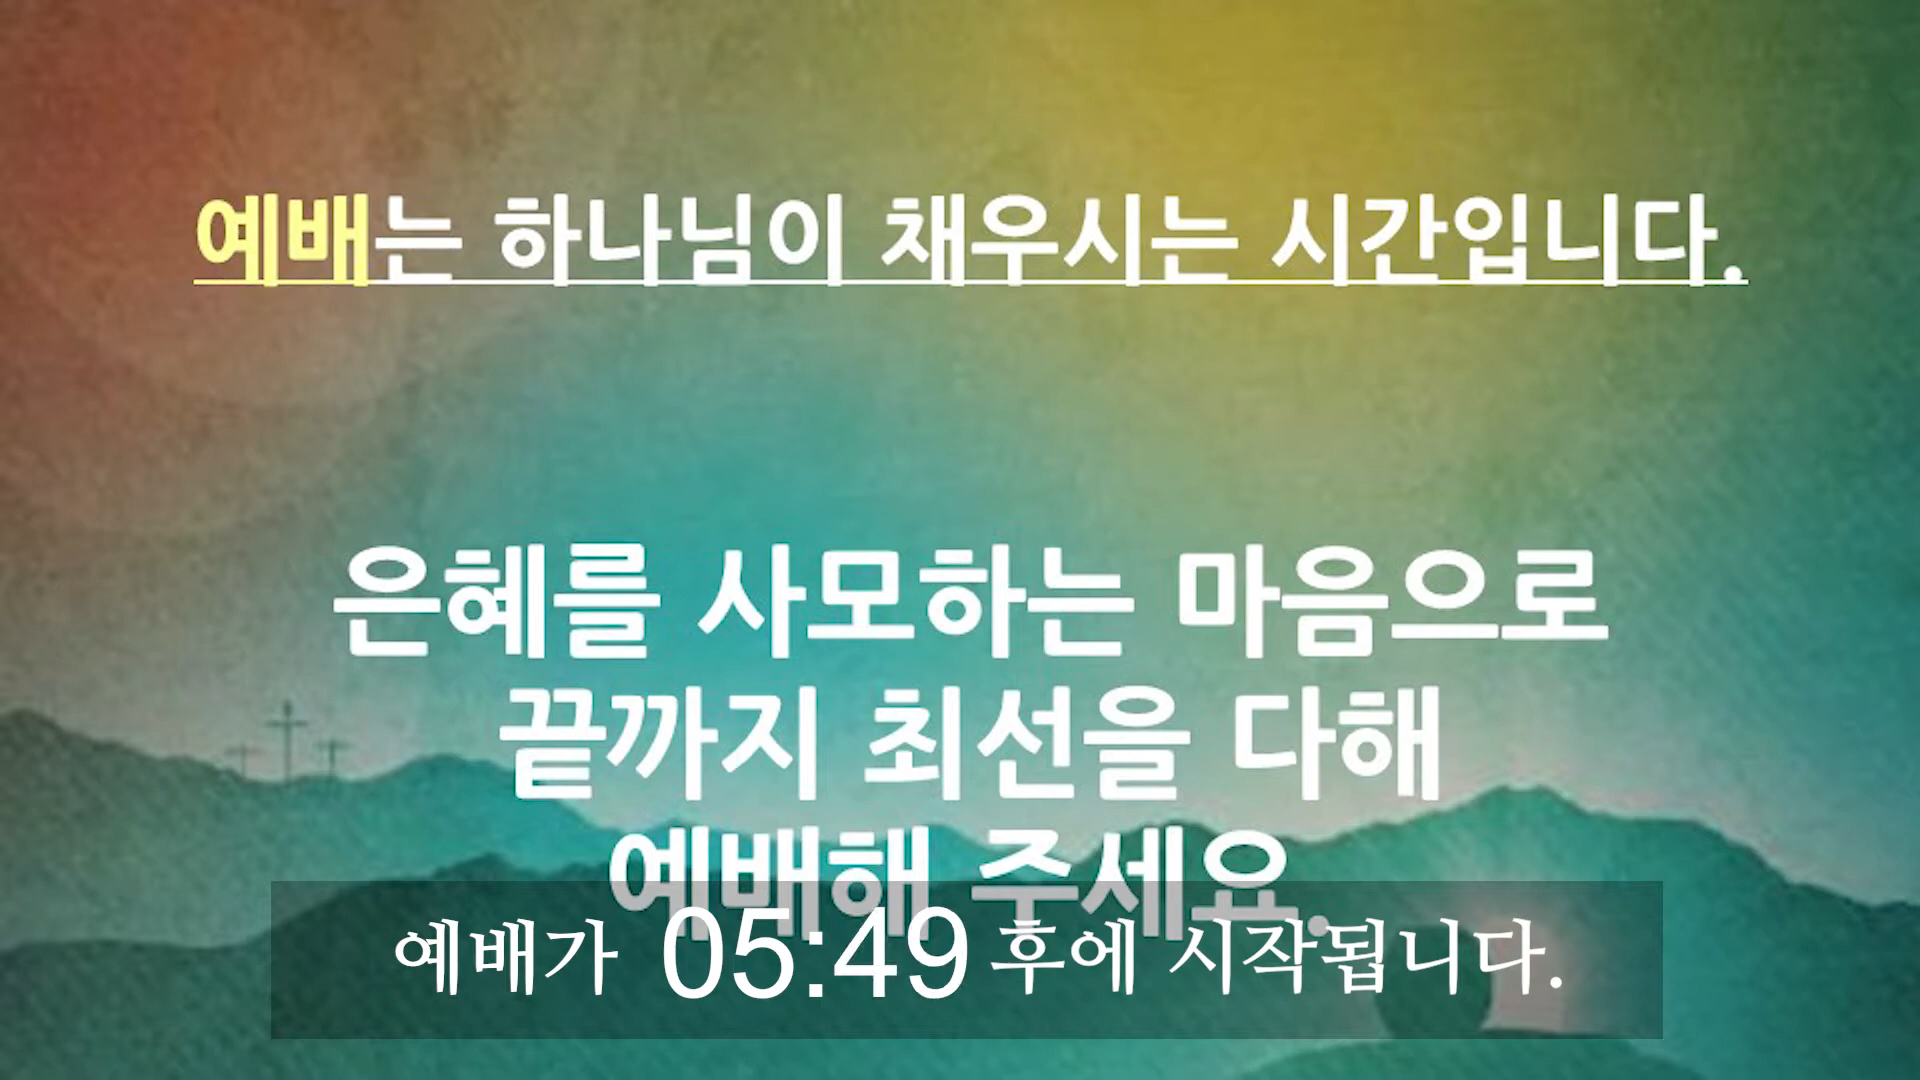 예배는 하나님이 채우시는 시간입니다.
은혜를 사모하는 마음으로
끝까지 최선을 다해
예배해 주세요.
예배가 05:49 후에 시작됩니다.